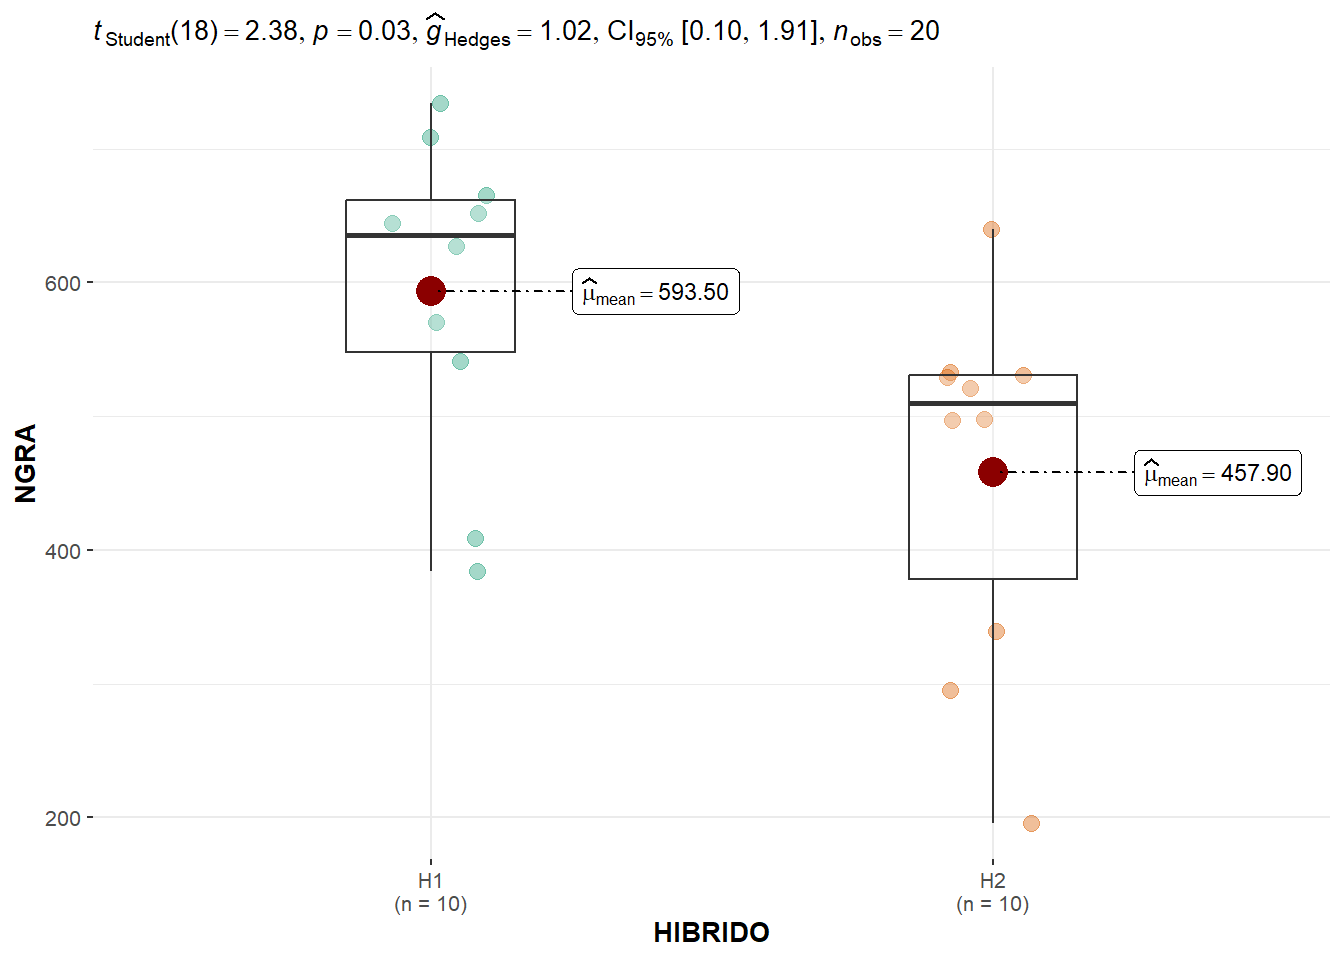 t Student(18) = 2.38, p = 0.03, ĝ Hedges = 1.02, CI95% [0.10, 1.91], n obs = 20
NGRA
600
400
200
μ̂ mean = 593.50
μ̂ mean = 457.90
H1
(n = 10)
H2
(n = 10)
HIBRIDO